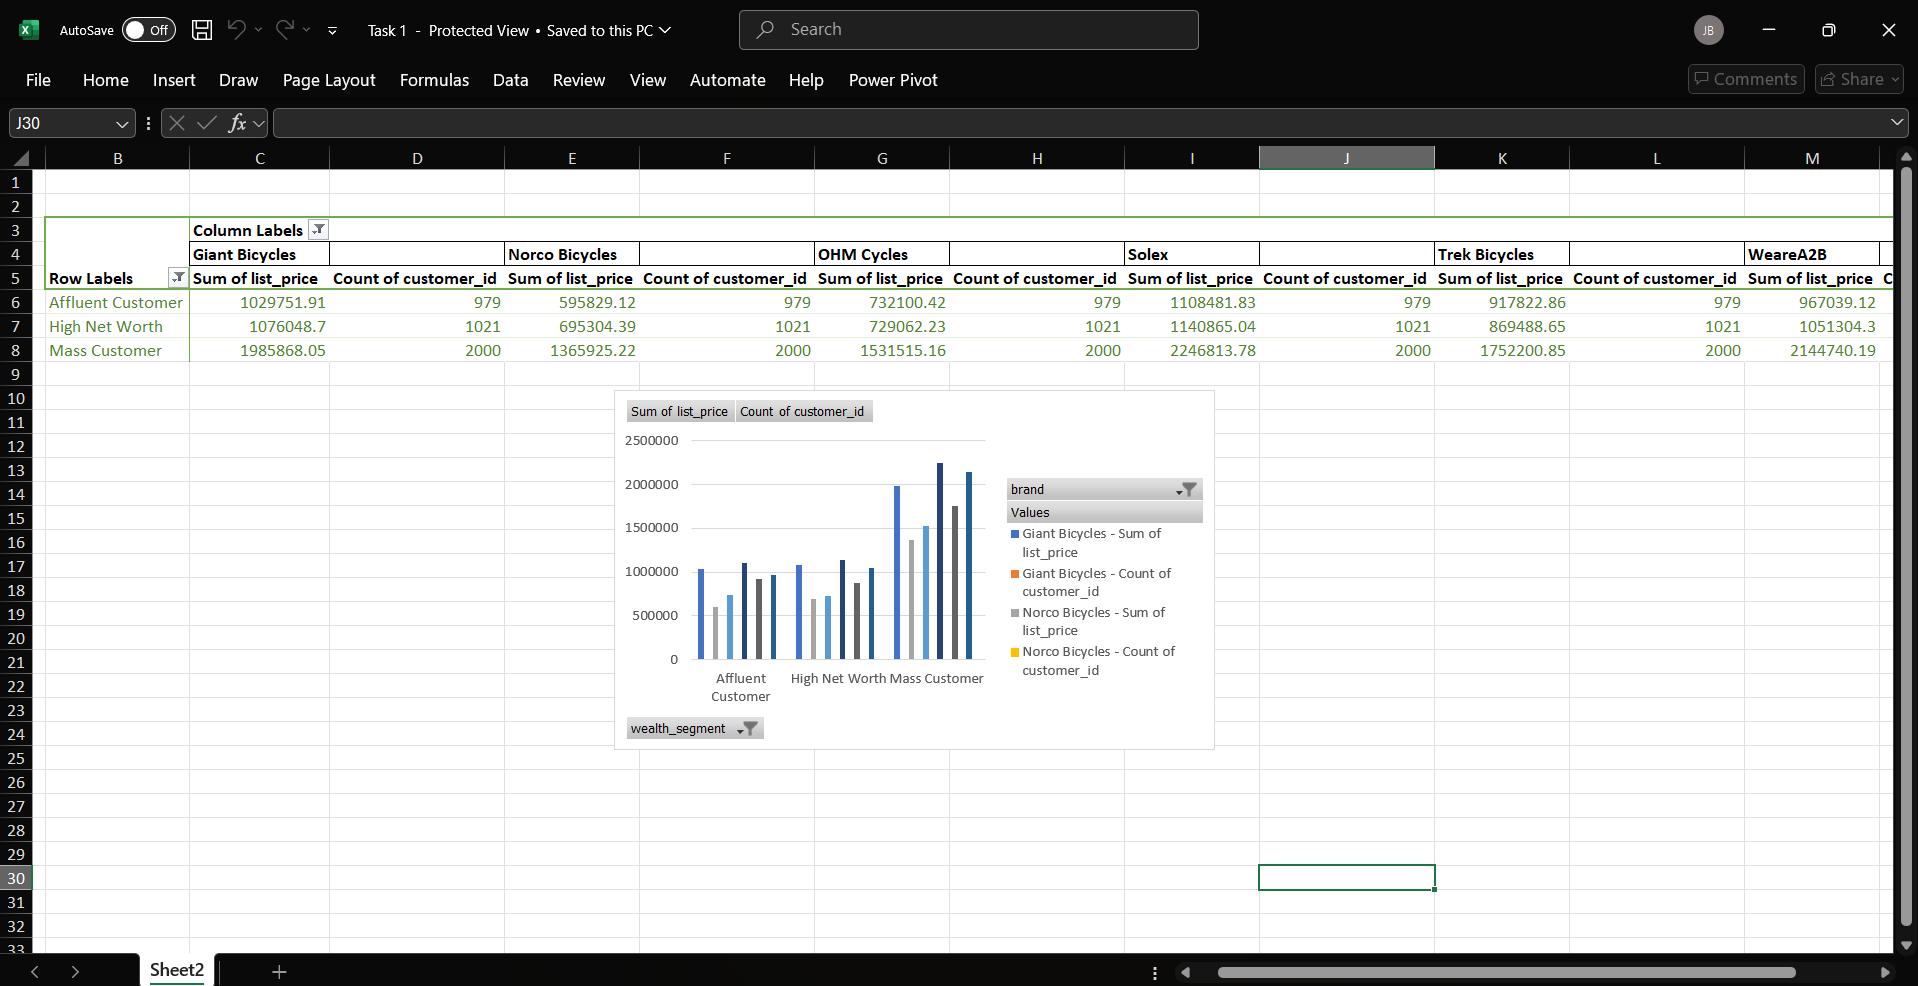 AutoSave Off Task 1 - Protected View • Saved to this PC Search JB
File Home Insert Draw Page Layout Formulas Data Review View Automate Help Power Pivot Comments Share
J30 fx
B C D E F G H I J K L M
1
2
3 Column Labels
4 Giant Bicycles Norco Bicycles OHM Cycles Solex Trek Bicycles WeareA2B
5 Row Labels Sum of list_price Count of customer_id Sum of list_price Count of customer_id Sum of list_price Count of customer_id Sum of list_price Count of customer_id Sum of list_price Count of customer_id Sum of list_price C
6 Affluent Customer 1029751.91 979 595829.12 979 732100.42 979 1108481.83 979 917822.86 979 967039.12
7 High Net Worth 1076048.7 1021 695304.39 1021 729062.23 1021 1140865.04 1021 869488.65 1021 1051304.3
8 Mass Customer 1985868.05 2000 1365925.22 2000 1531515.16 2000 2246813.78 2000 1752200.85 2000 2144740.19
9
10
11
12
13
14
15
16
17
18
19
20
21
22
23
24
25
26
27
28
29
30
31
32
33
Sum of list_price Count of customer_id
2500000
2000000
1500000
1000000
500000
0
Affluent
Customer
High Net Worth Mass Customer
brand
Values
Giant Bicycles - Sum of
list_price
Giant Bicycles - Count of
customer_id
Norco Bicycles - Sum of
list_price
Norco Bicycles - Count of
customer_id
wealth_segment
Sheet2